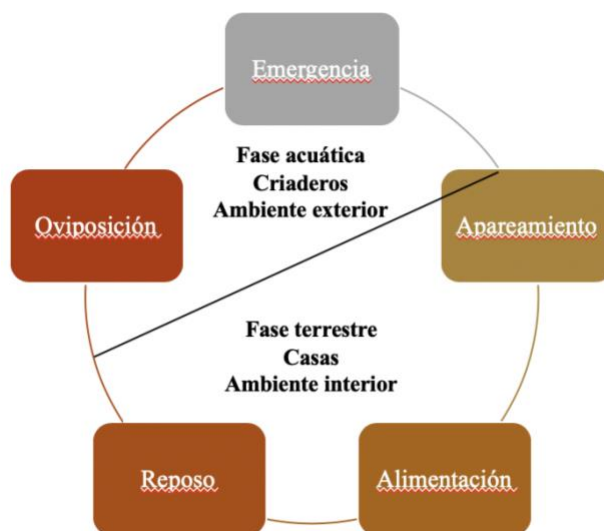 Emergencia
Fase acuática
Criaderos
Ambiente exterior
Oviposición
Apareamiento
Fase terrestre
Casas
Ambiente interior
Reposo
Alimentación